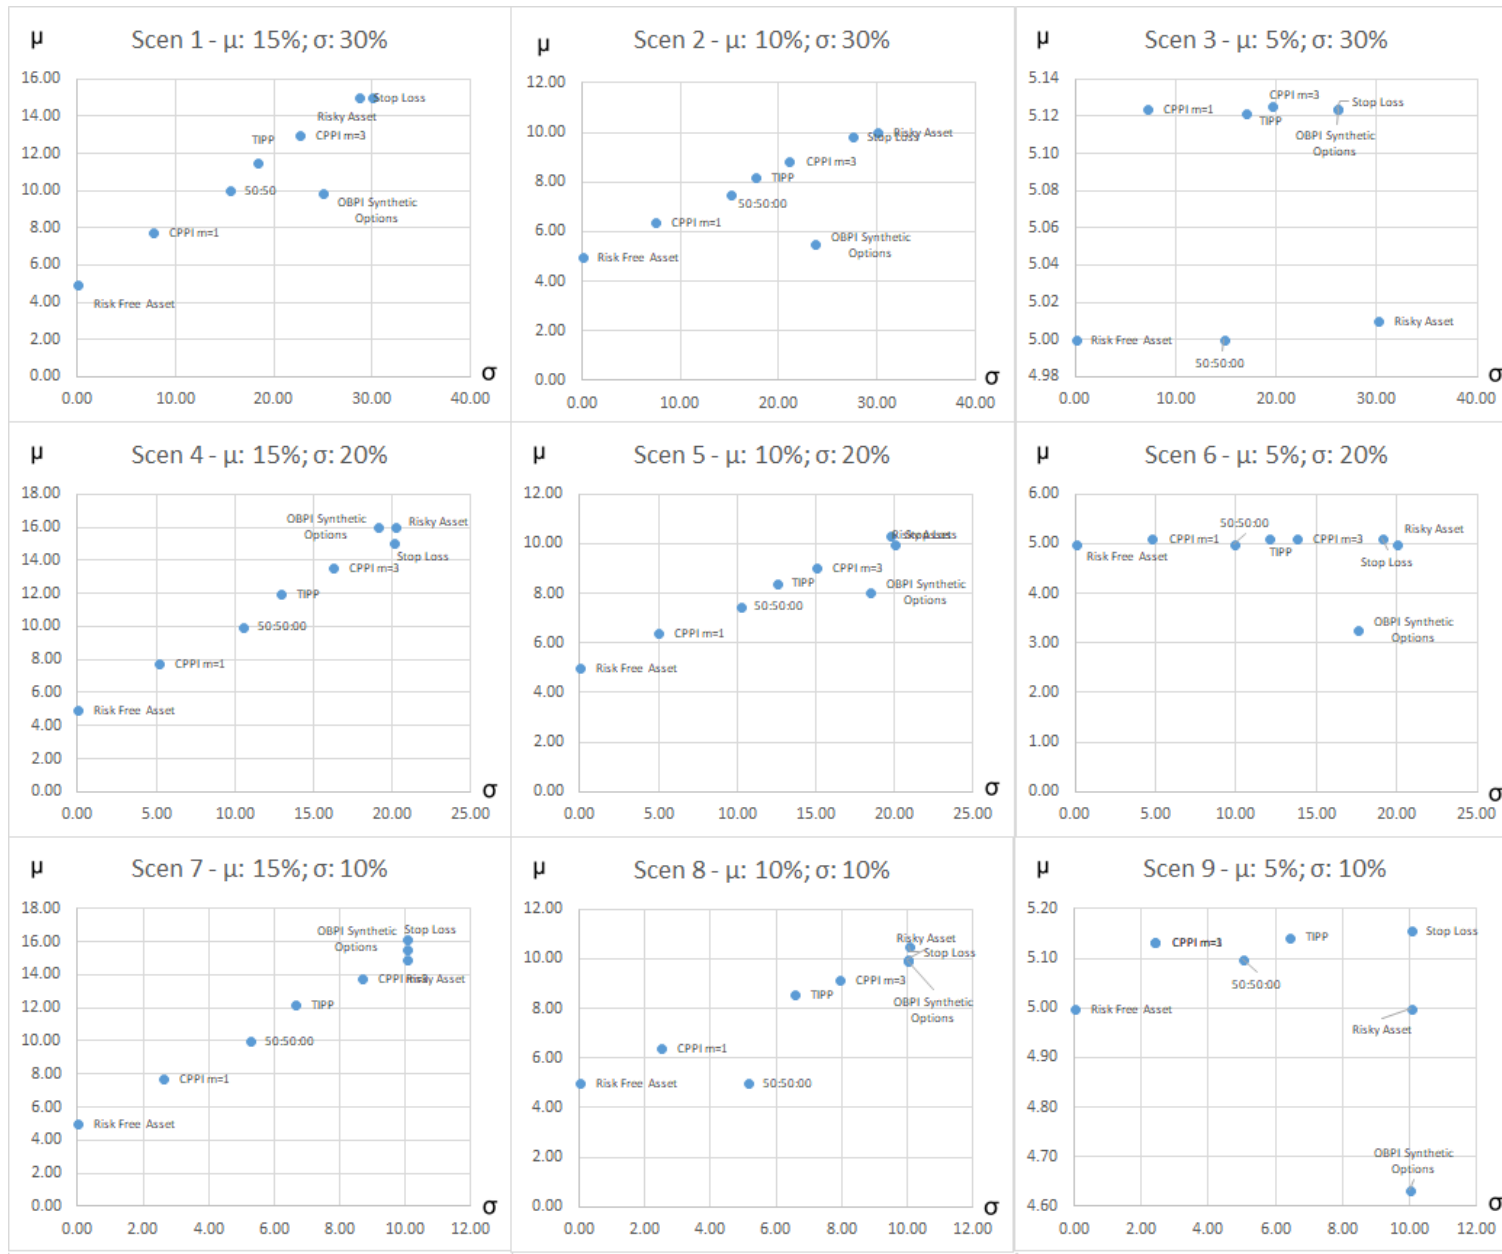 μ
Scen 1 - μ: 15%; σ: 30%
16.00
14.00
12.00
10.00
8.00
6.00
4.00
2.00
0.00
Stop Loss
Risky Asset
CPPI m=3
TIPP
50:50
OBPI Synthetic
Options
CPPI m=1
Risk Free Asset
σ
0.00 10.00 20.00 30.00 40.00
μ
Scen 2 - μ: 10%; σ: 30%
12.00
10.00
8.00
6.00
4.00
2.00
0.00
Risky Asset
Stop Loss
CPPI m=3
TIPP
50:50:00
CPPI m=1
OBPI Synthetic
Options
Risk Free Asset
σ
0.00 10.00 20.00 30.00 40.00
μ
Scen 3 - μ: 5%; σ: 30%
5.14
5.12
5.10
5.08
5.06
5.04
5.02
5.00
4.98
CPPI m=3
Stop Loss
CPPI m=1
TIPP
OBPI Synthetic
Options
Risky Asset
Risk Free Asset
50:50:00
σ
0.00 10.00 20.00 30.00 40.00
μ
Scen 4 - μ: 15%; σ: 20%
18.00
16.00
14.00
12.00
10.00
8.00
6.00
4.00
2.00
0.00
OBPI Synthetic
Options
Risky Asset
Stop Loss
CPPI m=3
TIPP
50:50:00
CPPI m=1
Risk Free Asset
σ
0.00 5.00 10.00 15.00 20.00 25.00
μ
Scen 5 - μ: 10%; σ: 20%
12.00
10.00
8.00
6.00
4.00
2.00
0.00
Risky Asset
Stop Loss
CPPI m=3
TIPP
OBPI Synthetic
Options
50:50:00
CPPI m=1
Risk Free Asset
σ
0.00 5.00 10.00 15.00 20.00 25.00
μ
Scen 6 - μ: 5%; σ: 20%
6.00
5.00
4.00
3.00
2.00
1.00
0.00
50:50:00
Risky Asset
CPPI m=1
CPPI m=3
Risk Free Asset
TIPP
Stop Loss
OBPI Synthetic
Options
σ
0.00 5.00 10.00 15.00 20.00 25.00
μ
Scen 7 - μ: 15%; σ: 10%
18.00
16.00
14.00
12.00
10.00
8.00
6.00
4.00
2.00
0.00
OBPI Synthetic
Options
Stop Loss
CPPI m=3
Risky Asset
TIPP
50:50:00
CPPI m=1
Risk Free Asset
σ
0.00 2.00 4.00 6.00 8.00 10.00 12.00
μ
Scen 8 - μ: 10%; σ: 10%
12.00
10.00
8.00
6.00
4.00
2.00
0.00
Risky Asset
Stop Loss
CPPI m=3
TIPP
OBPI Synthetic
Options
CPPI m=1
Risk Free Asset
50:50:00
σ
0.00 2.00 4.00 6.00 8.00 10.00 12.00
μ
Scen 9 - μ: 5%; σ: 10%
5.20
5.10
5.00
4.90
4.80
4.70
4.60
Stop Loss
TIPP
CPPI m=3
50:50:00
Risk Free Asset
Risky Asset
OBPI Synthetic
Options
σ
0.00 2.00 4.00 6.00 8.00 10.00 12.00